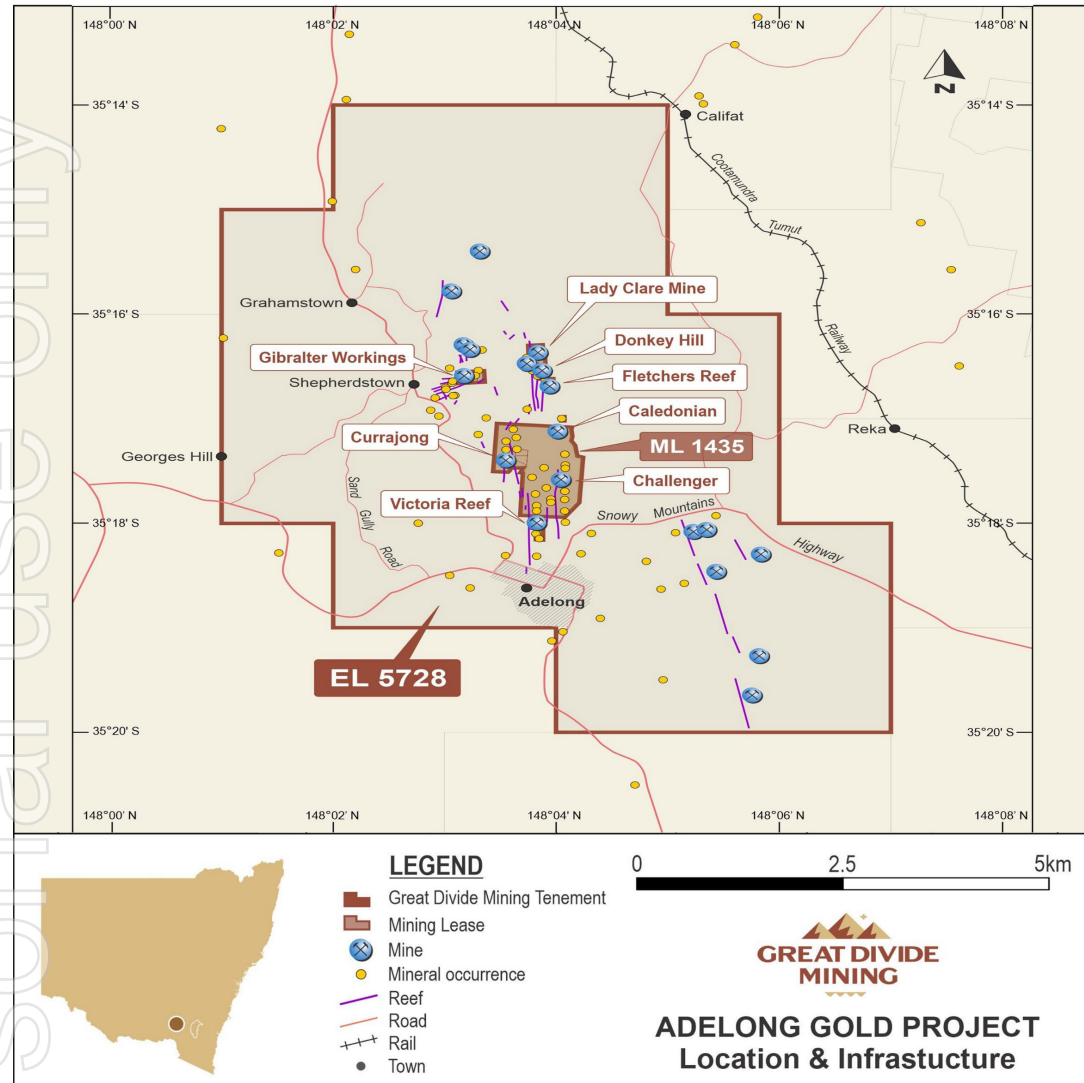 148°00' N
148°02' N
148°04' N
148°06' N
148°08' N
N
35°14' S
35°14' S
Califat
Cootamundra
Tumut
Railway
35°16' S
35°16' S
Grahamstown
Lady Clare Mine
Donkey Hill
Gibralter Workings
Shepherdstown
Fletchers Reef
Caledonian
Reka
Currajong
ML 1435
Georges Hill
Challenger
Victoria Reef
Snowy Mountains
Highway
35°18' S
35°18' S
Sand
Gully
Road
Adelong
EL 5728
35°20' S
35°20' S
148°00' N
148°02' N
148°04' N
148°06' N
148°08' N
sonal use only
LEGEND
Great Divide Mining Tenement
Mining Lease
Mine
Mineral occurrence
Reef
Road
Rail
Town
0
2.5
5km
GREAT DIVIDE
MINING
ADELONG GOLD PROJECT
Location & Infrastucture